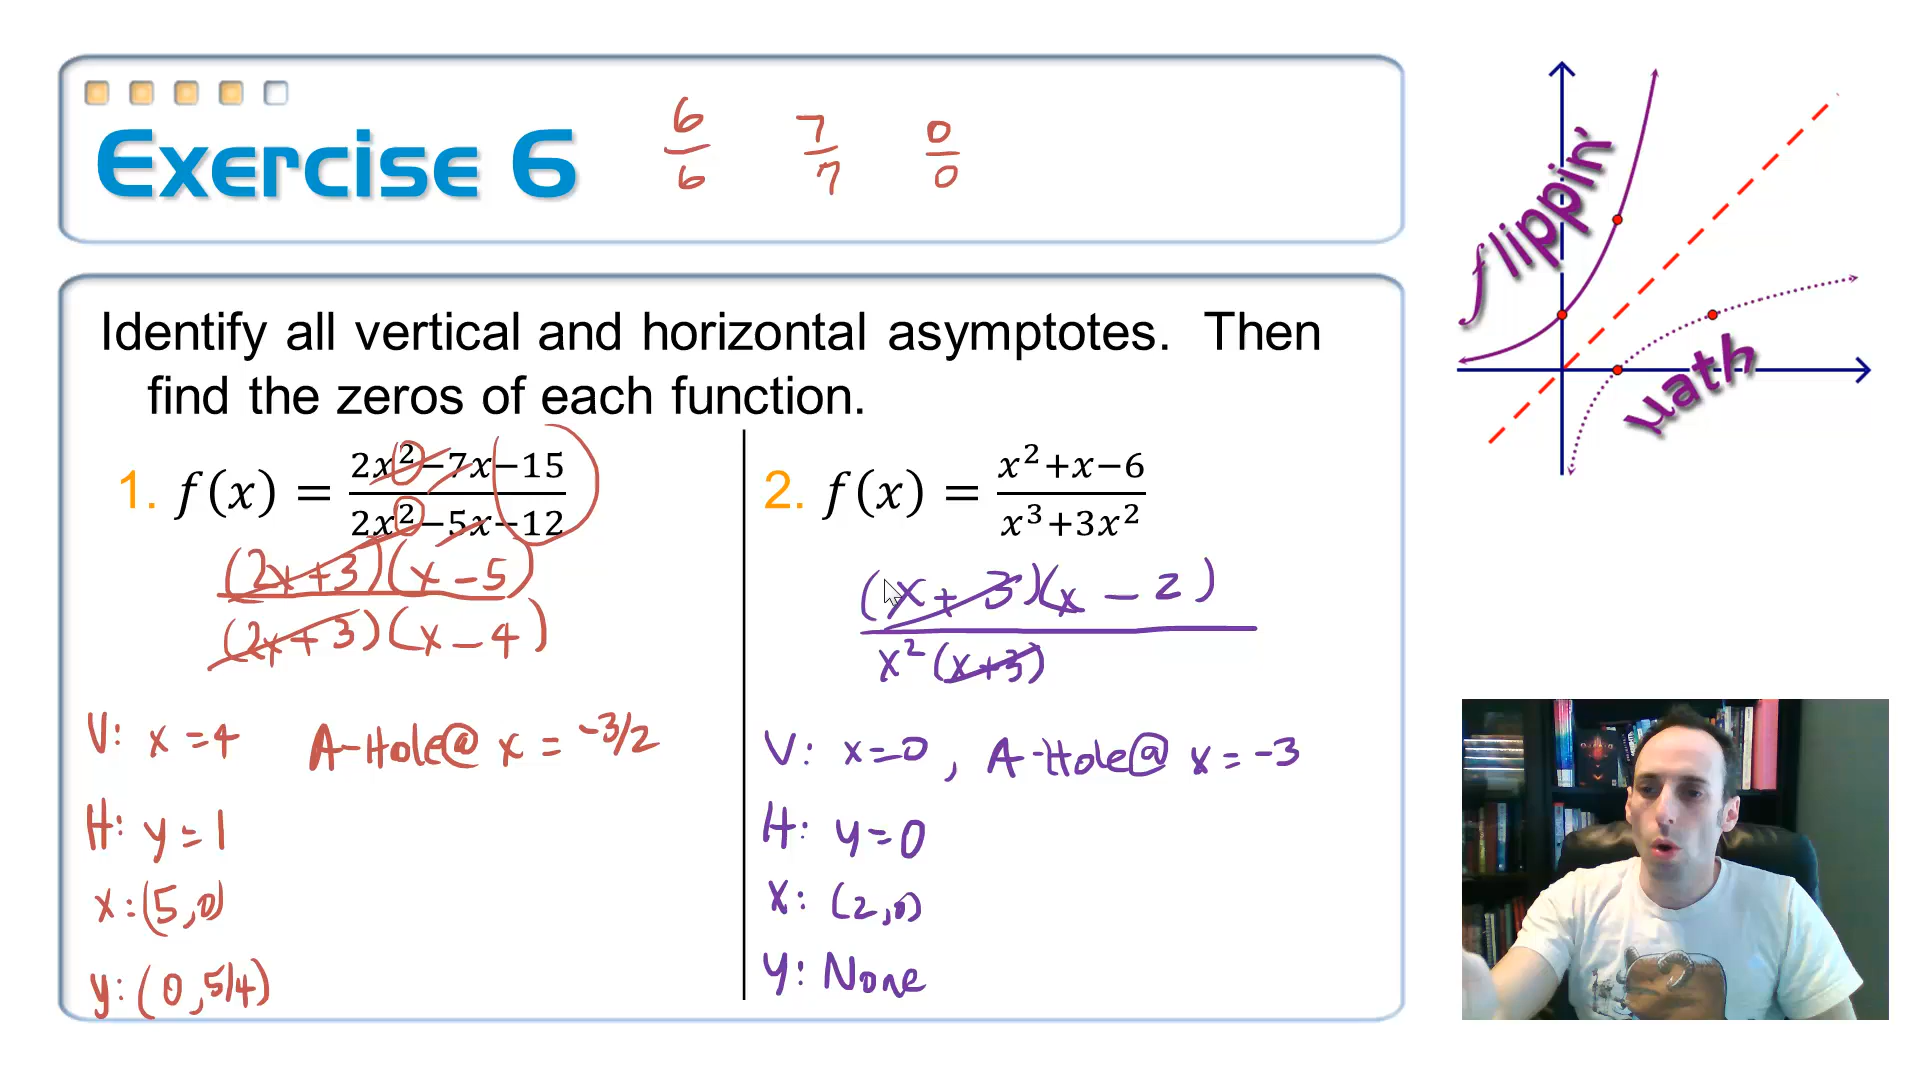 Exercise 6
6/6 7/7 0/0
flippin'
math
Identify all vertical and horizontal asymptotes. Then
find the zeros of each function.
1. f(x) = (2x²−7x−15)/(2x²−5x−12)
(2x+3)(x−5)
(2x+3)(x−4)
V: x=4 A-Hole@ x = −3/2
H: y=1
x: (5,0)
y: (0,5/4)
2. f(x) = (x²+x−6)/(x³+3x²)
(x+3)(x−2)
x²(x+3)
V: x=0, A-Hole@ x=−3
H: y=0
X: (2,0)
y: None